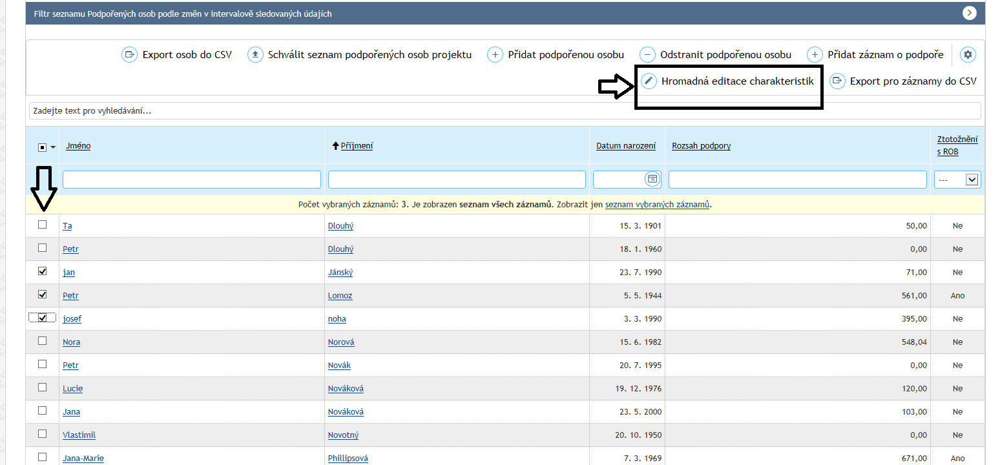 Filtr seznamu Podpořených osob podle změn v intervalově sledovaných údajích
Export osob do CSV Schválit seznam podpořených osob projektu Přidat podpořenou osobu Odstranit podpořenou osobu Přidat záznam o podpoře
Hromadná editace charakteristik Export pro záznamy do CSV
Zadejte text pro vyhledávání...
Jméno Příjmení Datum narození Rozsah podpory Ztotožnění
s ROB
---
Počet vybraných záznamů: 3. Je zobrazen seznam všech záznamů. Zobrazit jen seznam vybraných záznamů.
Ta Dlouhý 15. 3. 1901 50,00 Ne
Petr Dlouhý 18. 1. 1960 0,00 Ne
jan Jánský 23. 7. 1990 71,00 Ne
Petr Lomoz 5. 5. 1944 561,00 Ano
josef noha 3. 3. 1990 395,00 Ne
Nora Norová 15. 6. 1982 548,04 Ne
Petr Novák 20. 7. 1995 0,00 Ne
Lucie Nováková 19. 12. 1976 120,00 Ne
Jana Nováková 23. 5. 2000 103,00 Ne
Vlastimil Novotný 20. 10. 1950 0,00 Ne
Jana-Marie Phillipsová 7. 3. 1969 671,00 Ano